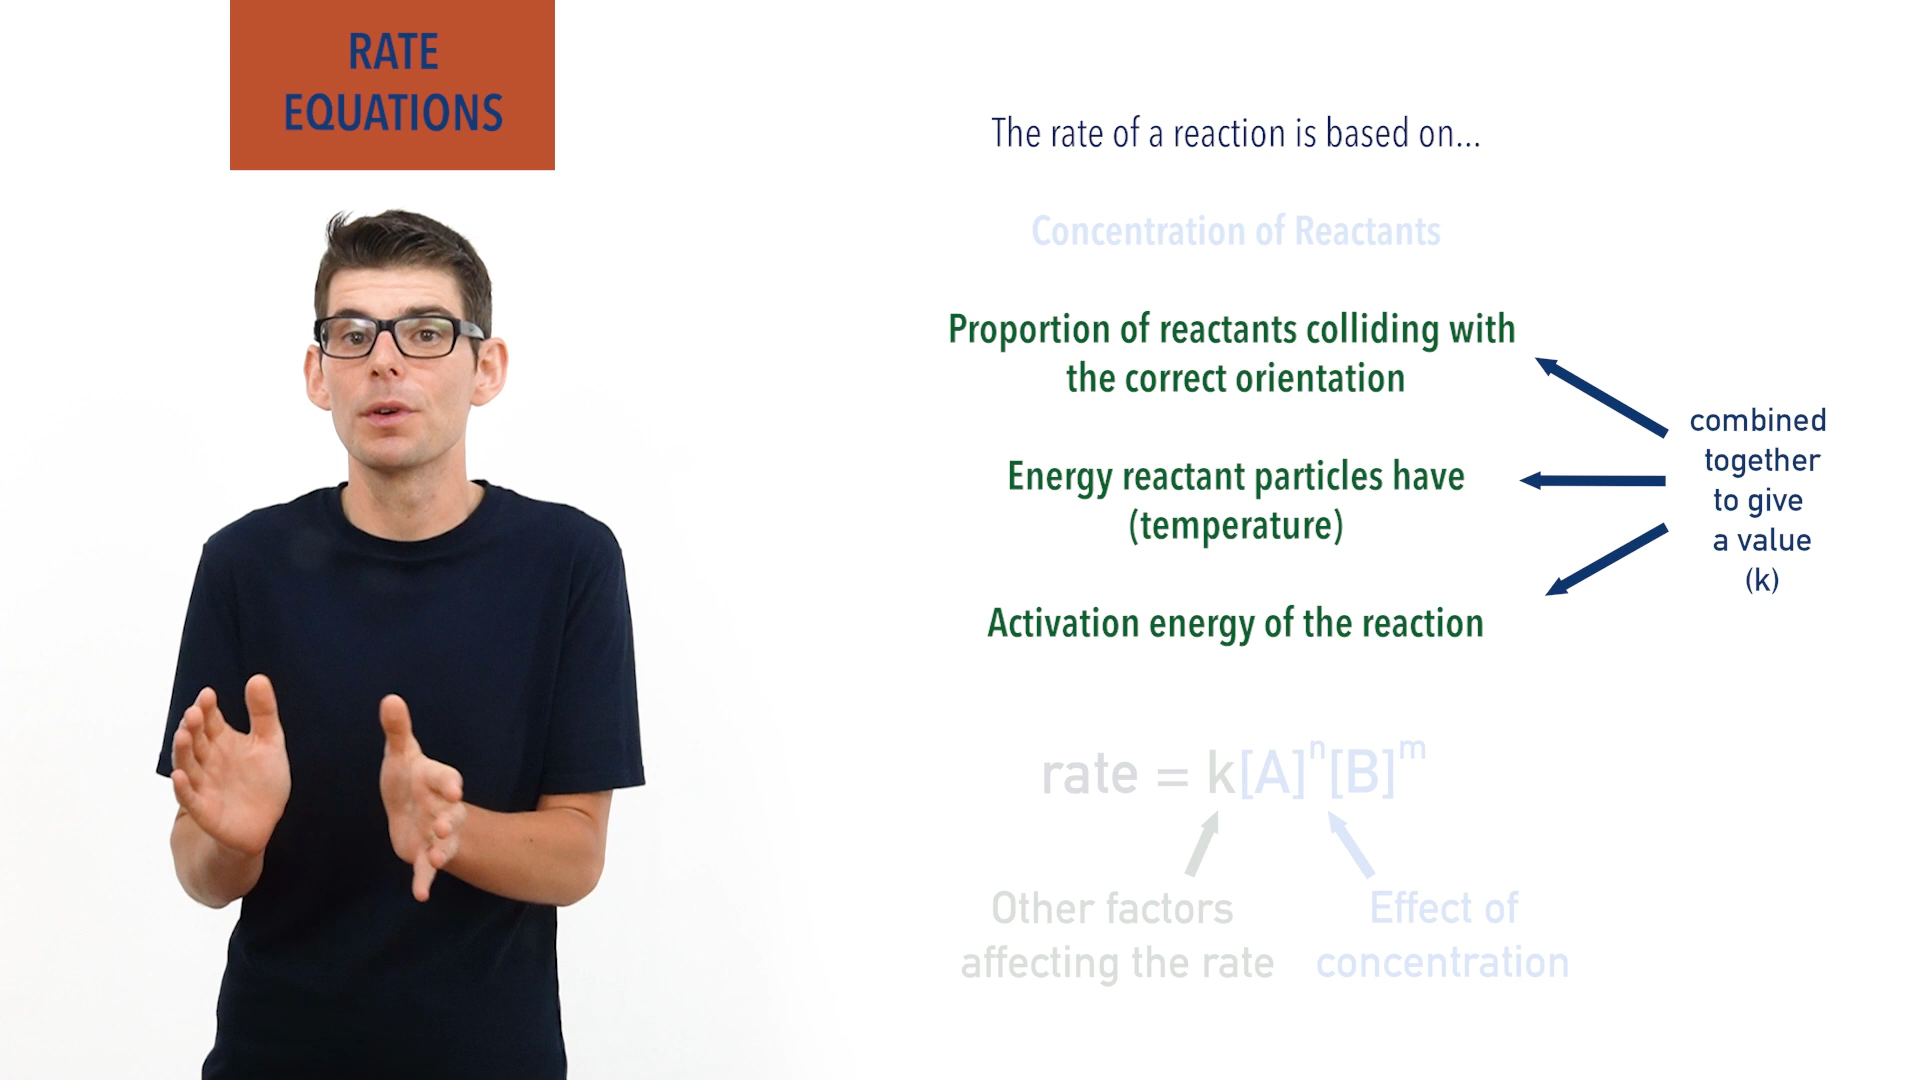 RATE
EQUATIONS
The rate of a reaction is based on...
Concentration of Reactants
Proportion of reactants colliding with
the correct orientation
Energy reactant particles have
(temperature)
Activation energy of the reaction
combined
together
to give
a value
(k)
rate = k[A]ⁿ[B]ᵐ
Other factors
affecting the rate
Effect of
concentration